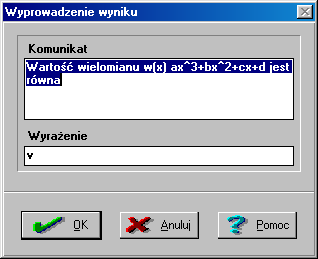 Wyprowadzenie wyniku
Komunikat
Wartość wielomianu w(x) ax^3+bx^2+cx+d jest
równa
Wyrażenie
v
OK
Anuluj
Pomoc